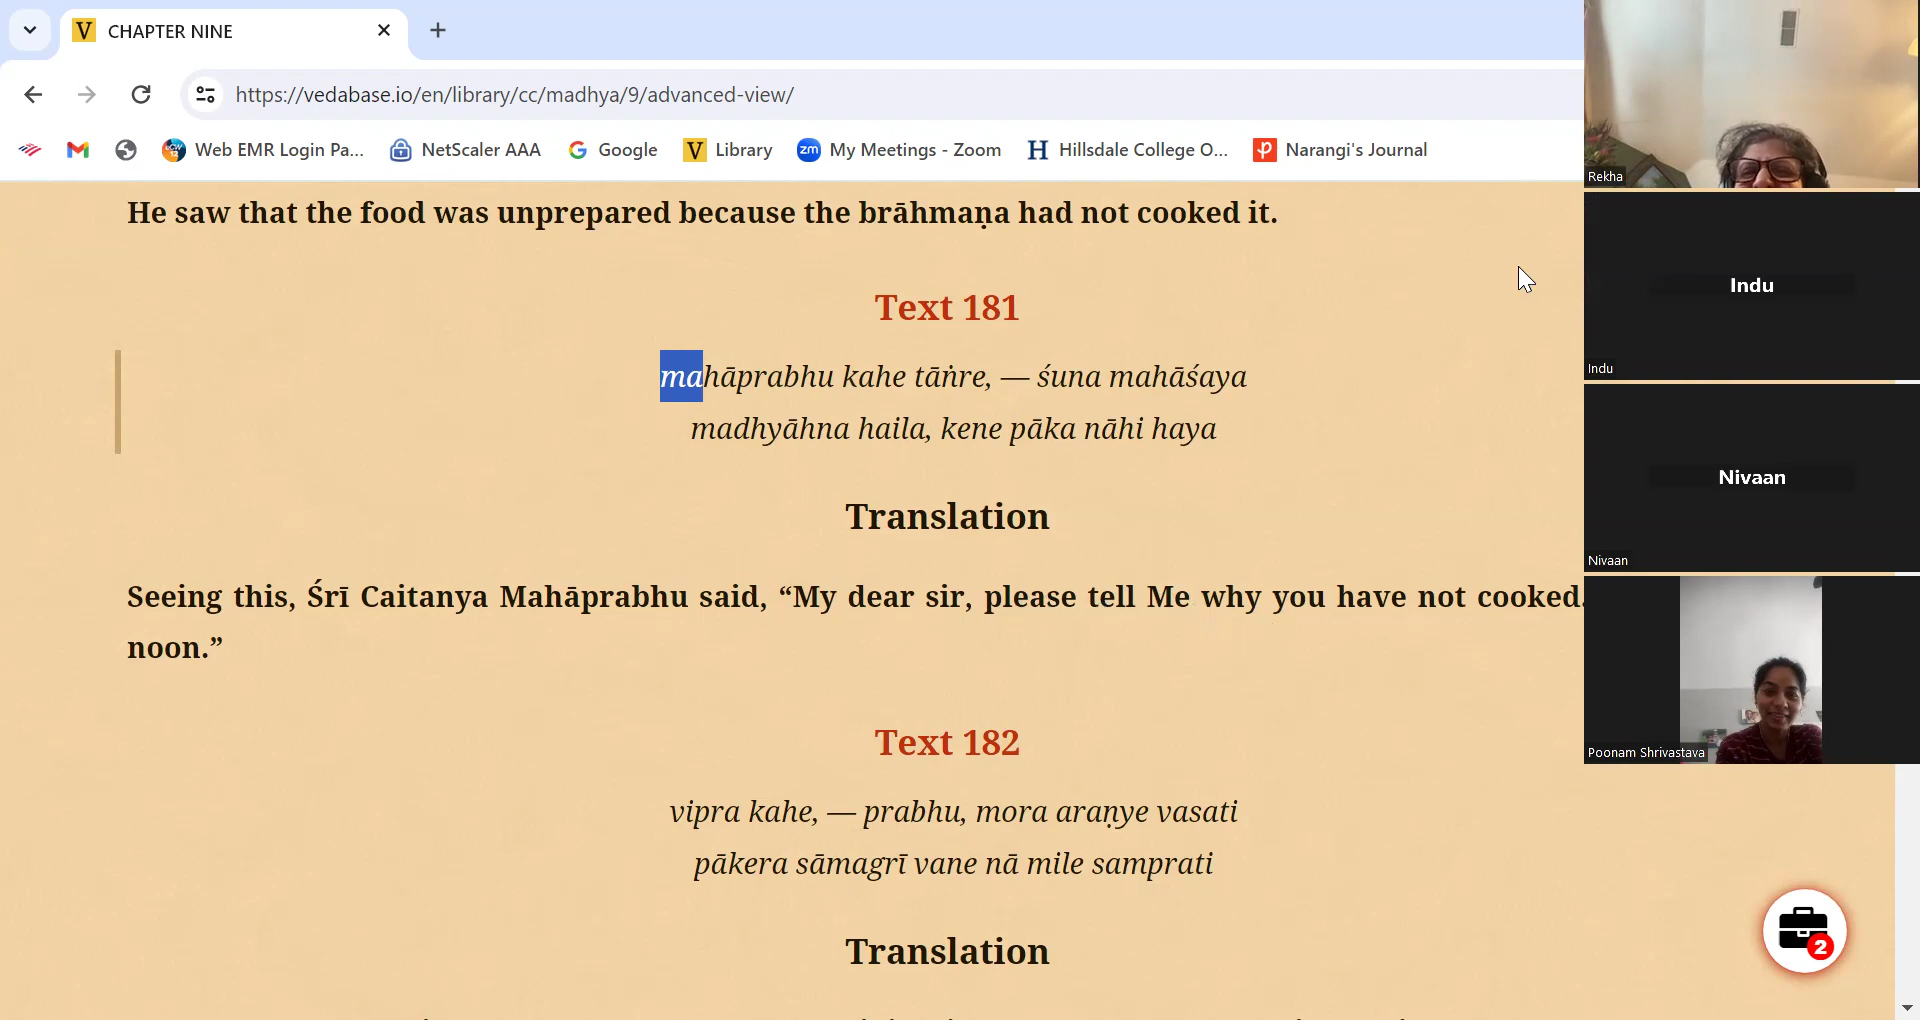 CHAPTER NINE
https://vedabase.io/en/library/cc/madhya/9/advanced-view/
Web EMR Login Pa... NetScaler AAA Google Library My Meetings - Zoom Hillsdale College O... Narangi's Journal
He saw that the food was unprepared because the brāhmaṇa had not cooked it.
Text 181
mahāprabhu kahe tāṅre, — śuna mahāśaya
madhyāhna haila, kene pāka nāhi haya
Translation
Seeing this, Śrī Caitanya Mahāprabhu said, “My dear sir, please tell Me why you have not cooked.
noon.”
Text 182
vipra kahe, — prabhu, mora araṇye vasati
pākera sāmagrī vane nā mile samprati
Translation
2
Rekha
Indu
Indu
Nivaan
Nivaan
Poonam Shrivastava